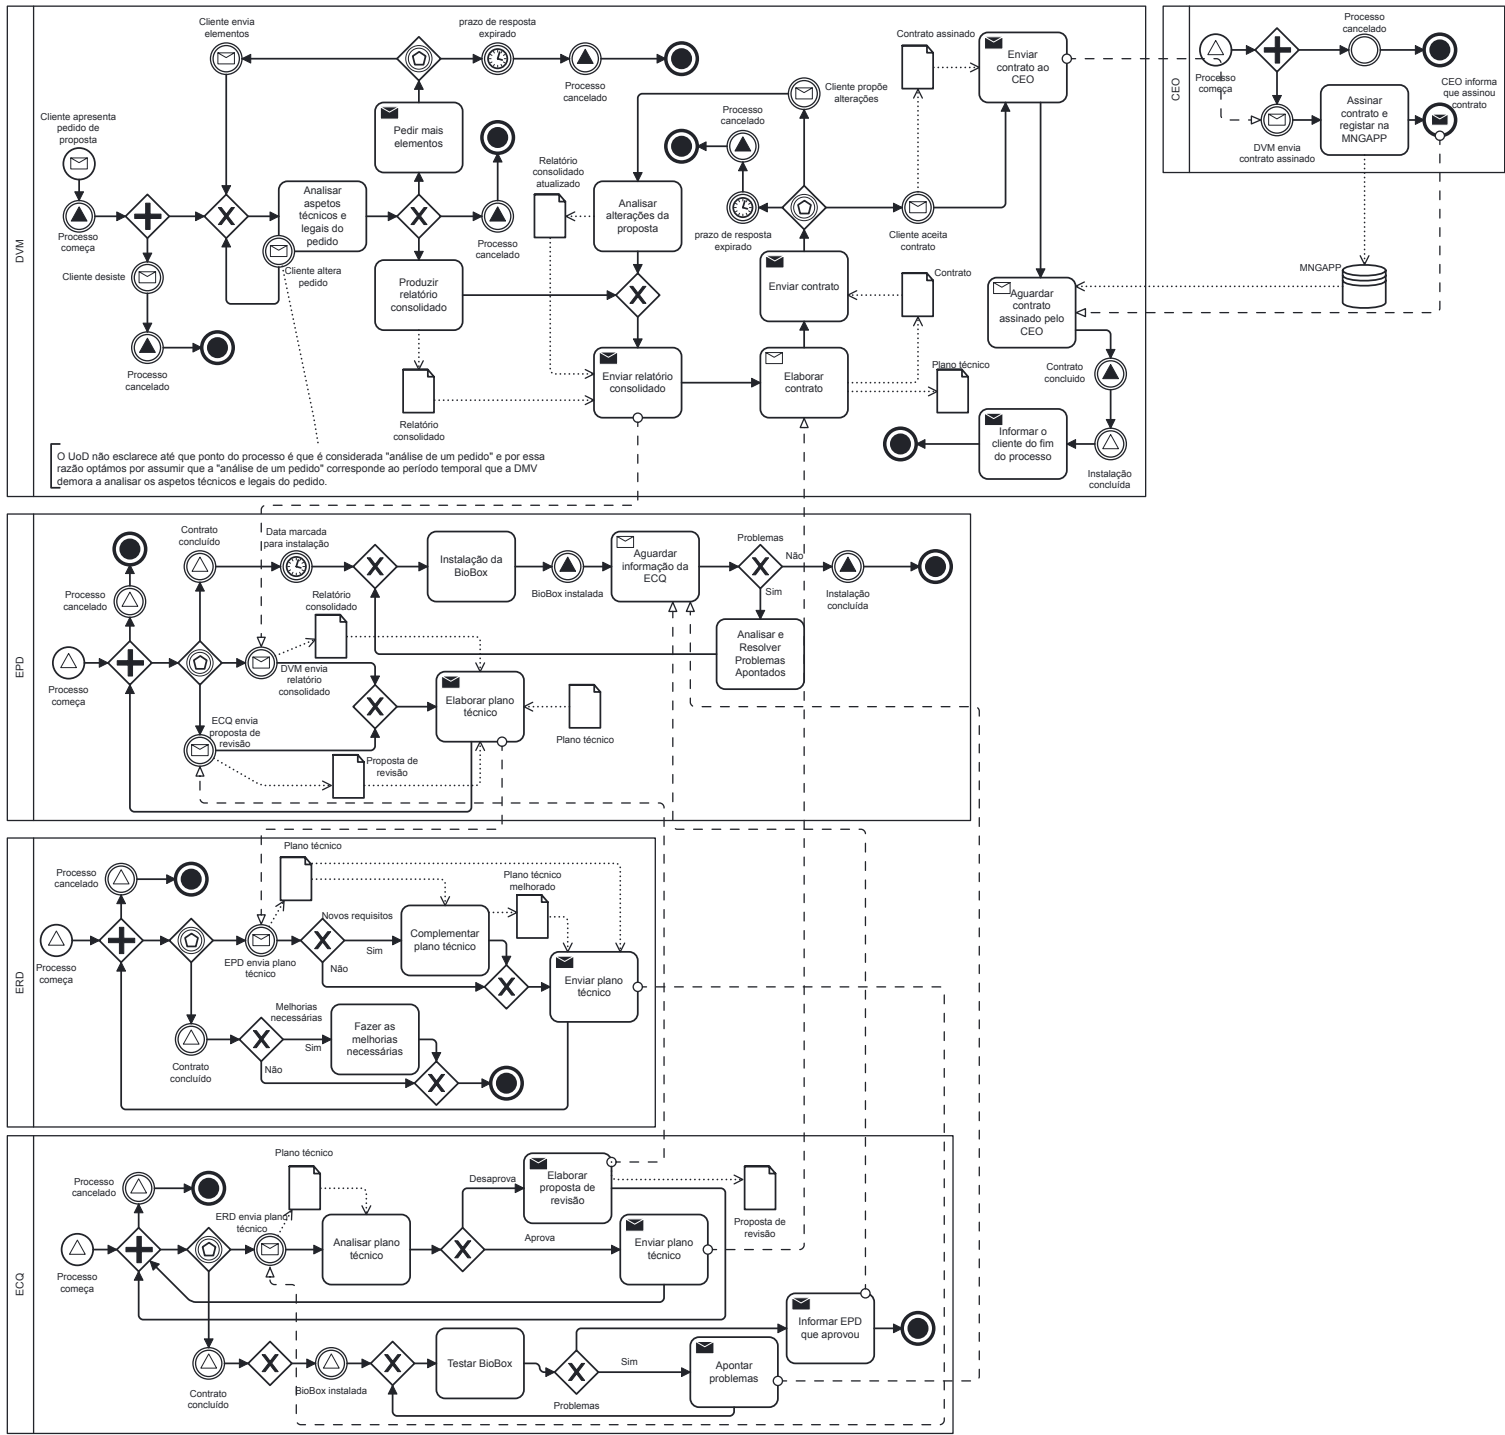 DVM
Cliente apresenta
pedido de
proposta
Processo
começa
Cliente desiste
Processo
cancelado
Cliente envia
elementos
prazo de resposta
expirado
Processo
cancelado
Pedir mais
elementos
Analisar
aspetos
técnicos e
legais do
pedido
Cliente altera
pedido
Processo
cancelado
Produzir
relatório
consolidado
Relatório
consolidado
Relatório
consolidado
atualizado
Analisar
alterações da
proposta
Enviar relatório
consolidado
Processo
cancelado
prazo de resposta
expirado
Cliente propõe
alterações
Contrato assinado
Enviar
contrato ao
CEO
Cliente aceita
contrato
Enviar contrato
Contrato
Elaborar
contrato
Plano técnico
Aguardar
contrato
assinado pelo
CEO
Contrato
concluido
Instalação
concluída
Informar o
cliente do fim
do processo
O UoD não esclarece até que ponto do processo é que é considerada "análise de um pedido" e por essa
razão optámos por assumir que a "análise de um pedido" corresponde ao período temporal que a DMV
demora a analisar os aspetos técnicos e legais do pedido.
CEO
Processo
começa
Processo
cancelado
DVM envia
contrato assinado
Assinar
contrato e
registar na
MNGAPP
CEO informa
que assinou
contrato
MNGAPP
EPD
Processo
começa
Processo
cancelado
Contrato
concluído
Data marcada
para instalação
Instalação da
BioBox
BioBox instalada
Aguardar
informação da
ECQ
Problemas
Não
Sim
Instalação
concluída
Analisar e
Resolver
Problemas
Apontados
Relatório
consolidado
DVM envia
relatório
consolidado
ECQ envia
proposta de
revisão
Elaborar plano
técnico
Plano técnico
Proposta de
revisão
ERD
Processo
começa
Processo
cancelado
Plano técnico
EPD envia plano
técnico
Novos requisitos
Sim
Não
Complementar
plano técnico
Plano técnico
melhorado
Enviar plano
técnico
Contrato
concluído
Melhorias
necessárias
Sim
Não
Fazer as
melhorias
necessárias
ECQ
Processo
começa
Processo
cancelado
Plano técnico
ERD envia plano
técnico
Analisar plano
técnico
Desaprova
Aprova
Elaborar
proposta de
revisão
Proposta de
revisão
Enviar plano
técnico
Contrato
concluído
BioBox instalada
Testar BioBox
Problemas
Sim
Apontar
problemas
Informar EPD
que aprovou